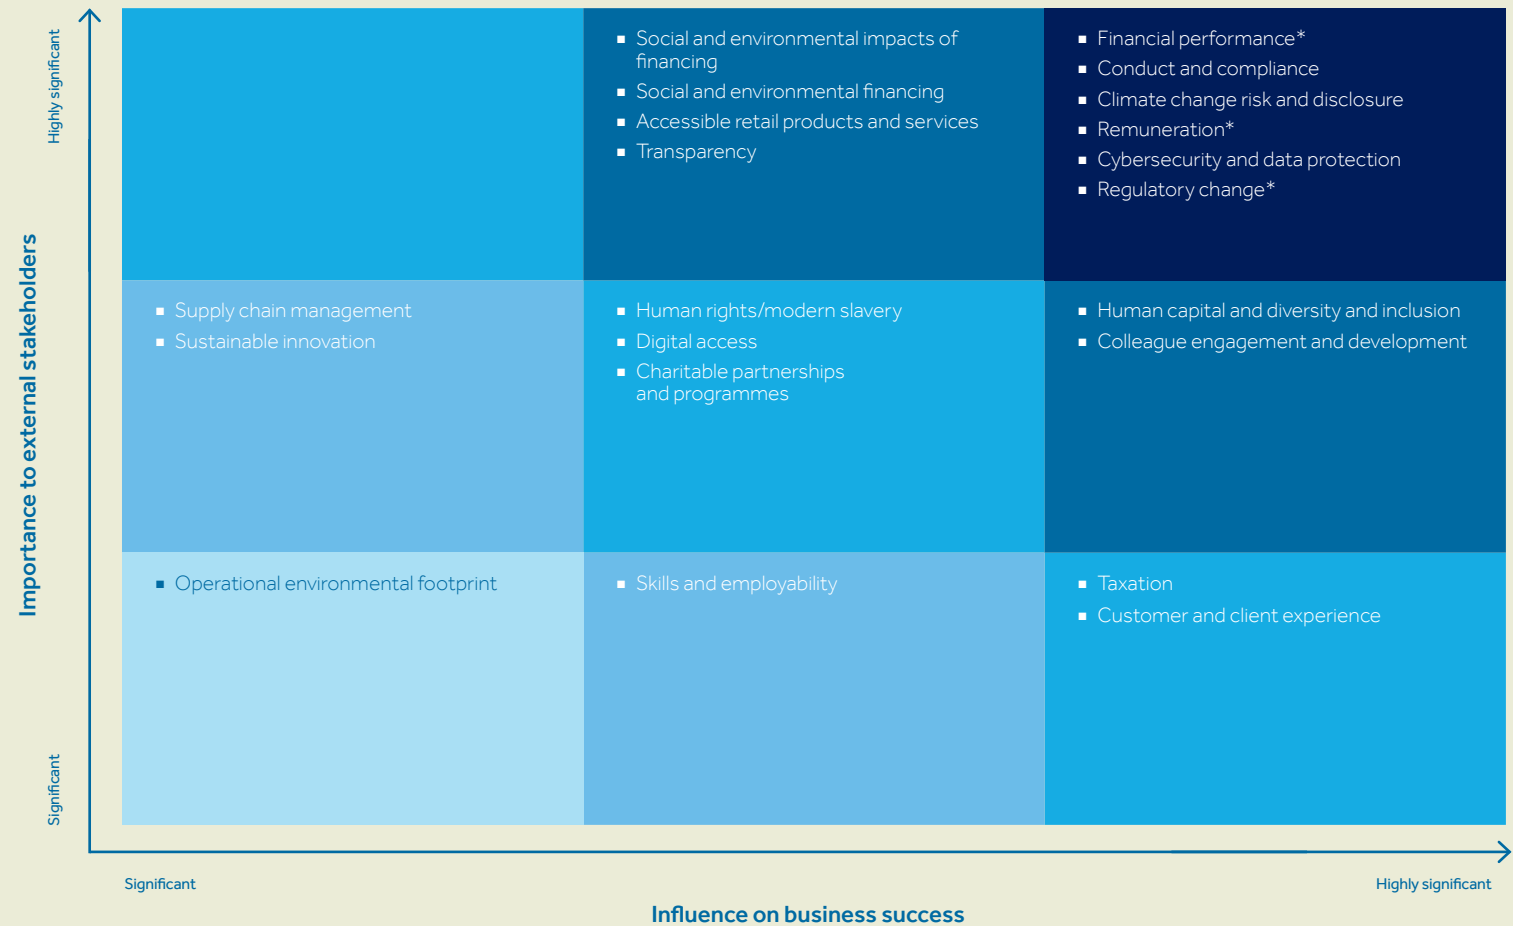 Highly significant
Importance to external stakeholders
Significant
▪ Social and environmental impacts of
financing
▪ Social and environmental financing
▪ Accessible retail products and services
▪ Transparency
▪ Financial performance*
▪ Conduct and compliance
▪ Climate change risk and disclosure
▪ Remuneration*
▪ Cybersecurity and data protection
▪ Regulatory change*
▪ Supply chain management
▪ Sustainable innovation
▪ Human rights/modern slavery
▪ Digital access
▪ Charitable partnerships
and programmes
▪ Human capital and diversity and inclusion
▪ Colleague engagement and development
▪ Operational environmental footprint
▪ Skills and employability
▪ Taxation
▪ Customer and client experience
Significant
Highly significant
Influence on business success